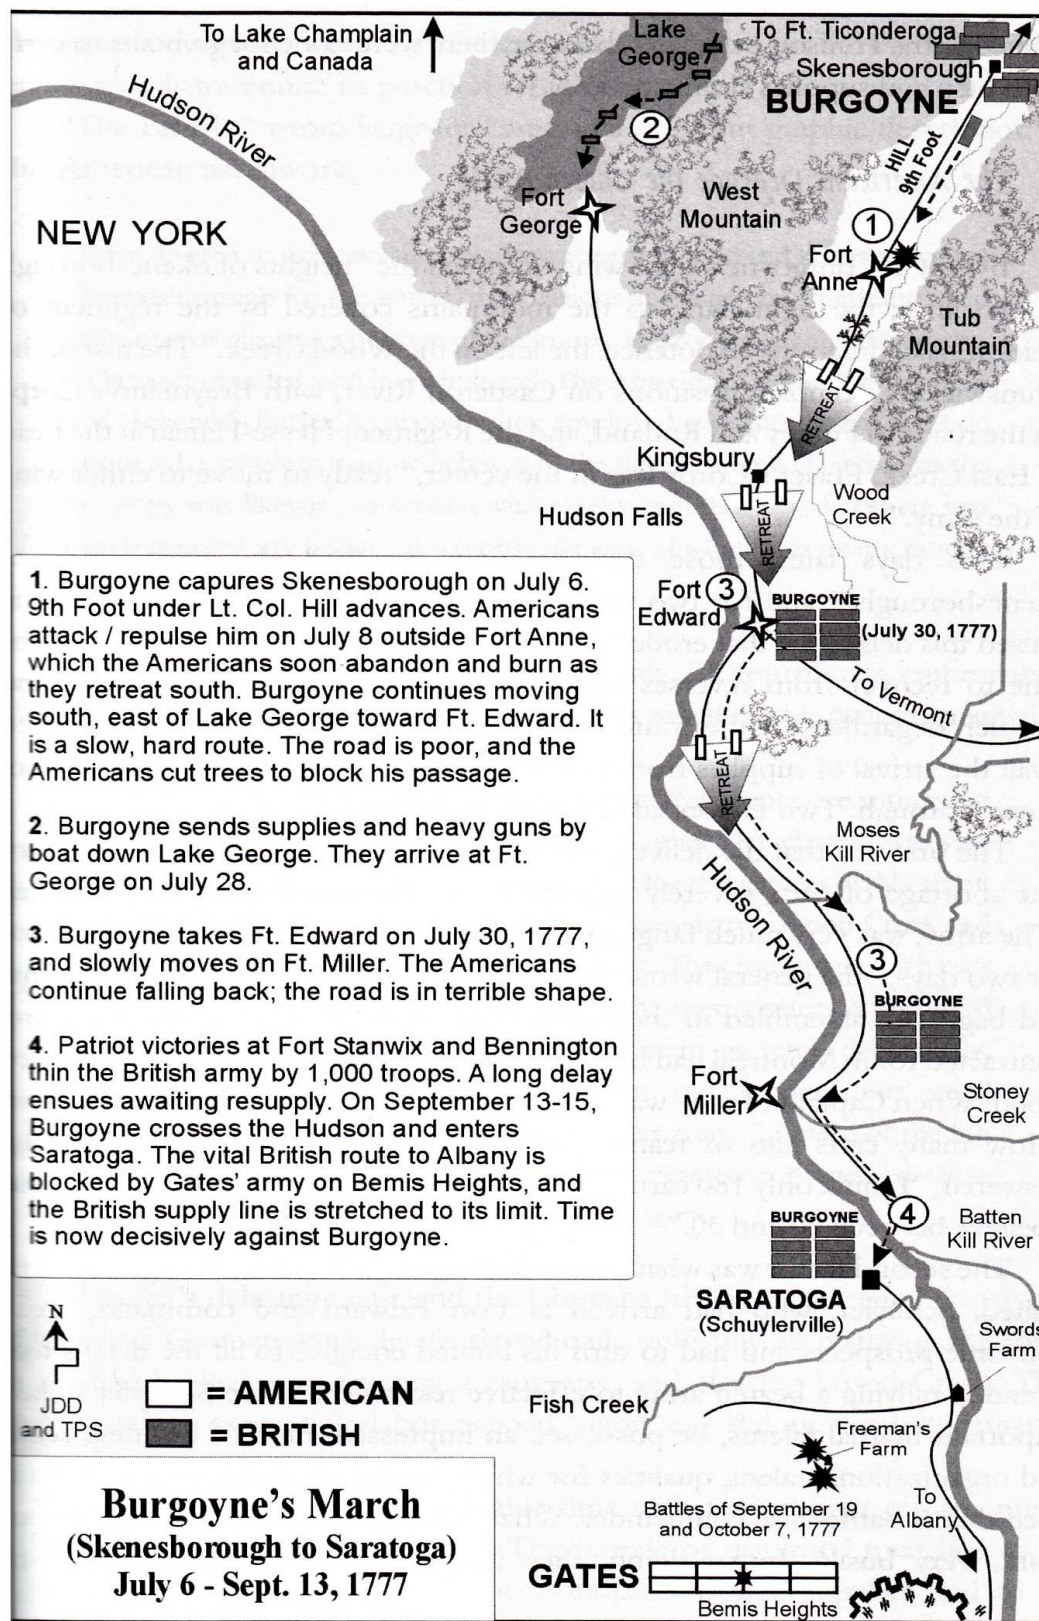 To Lake Champlain
and Canada
Lake
George
To Ft. Ticonderoga
Skenesborough
BURGOYNE
Hudson River
HILL
9th Foot
2
West
Mountain
Fort
George
NEW YORK
1
Fort
Anne
Tub
Mountain
RETREAT
Kingsbury
Wood
Creek
Hudson Falls
RETREAT
Fort
Edward
3
BURGOYNE
(July 30, 1777)
To Vermont
RETREAT
Moses
Kill River
Hudson River
3
BURGOYNE
Fort
Miller
Stoney
Creek
4
Batten
Kill River
BURGOYNE
SARATOGA
(Schuylerville)
Swords
Farm
Fish Creek
Freeman's
Farm
Battles of September 19
and October 7, 1777
To
Albany
GATES
Bemis Heights
1. Burgoyne capures Skenesborough on July 6.
9th Foot under Lt. Col. Hill advances. Americans
attack / repulse him on July 8 outside Fort Anne,
which the Americans soon abandon and burn as
they retreat south. Burgoyne continues moving
south, east of Lake George toward Ft. Edward. It
is a slow, hard route. The road is poor, and the
Americans cut trees to block his passage.
2. Burgoyne sends supplies and heavy guns by
boat down Lake George. They arrive at Ft.
George on July 28.
3. Burgoyne takes Ft. Edward on July 30, 1777,
and slowly moves on Ft. Miller. The Americans
continue falling back; the road is in terrible shape.
4. Patriot victories at Fort Stanwix and Bennington
thin the British army by 1,000 troops. A long delay
ensues awaiting resupply. On September 13-15,
Burgoyne crosses the Hudson and enters
Saratoga. The vital British route to Albany is
blocked by Gates' army on Bemis Heights, and
the British supply line is stretched to its limit. Time
is now decisively against Burgoyne.
N
JDD
and TPS
= AMERICAN
= BRITISH
Burgoyne's March
(Skenesborough to Saratoga)
July 6 - Sept. 13, 1777